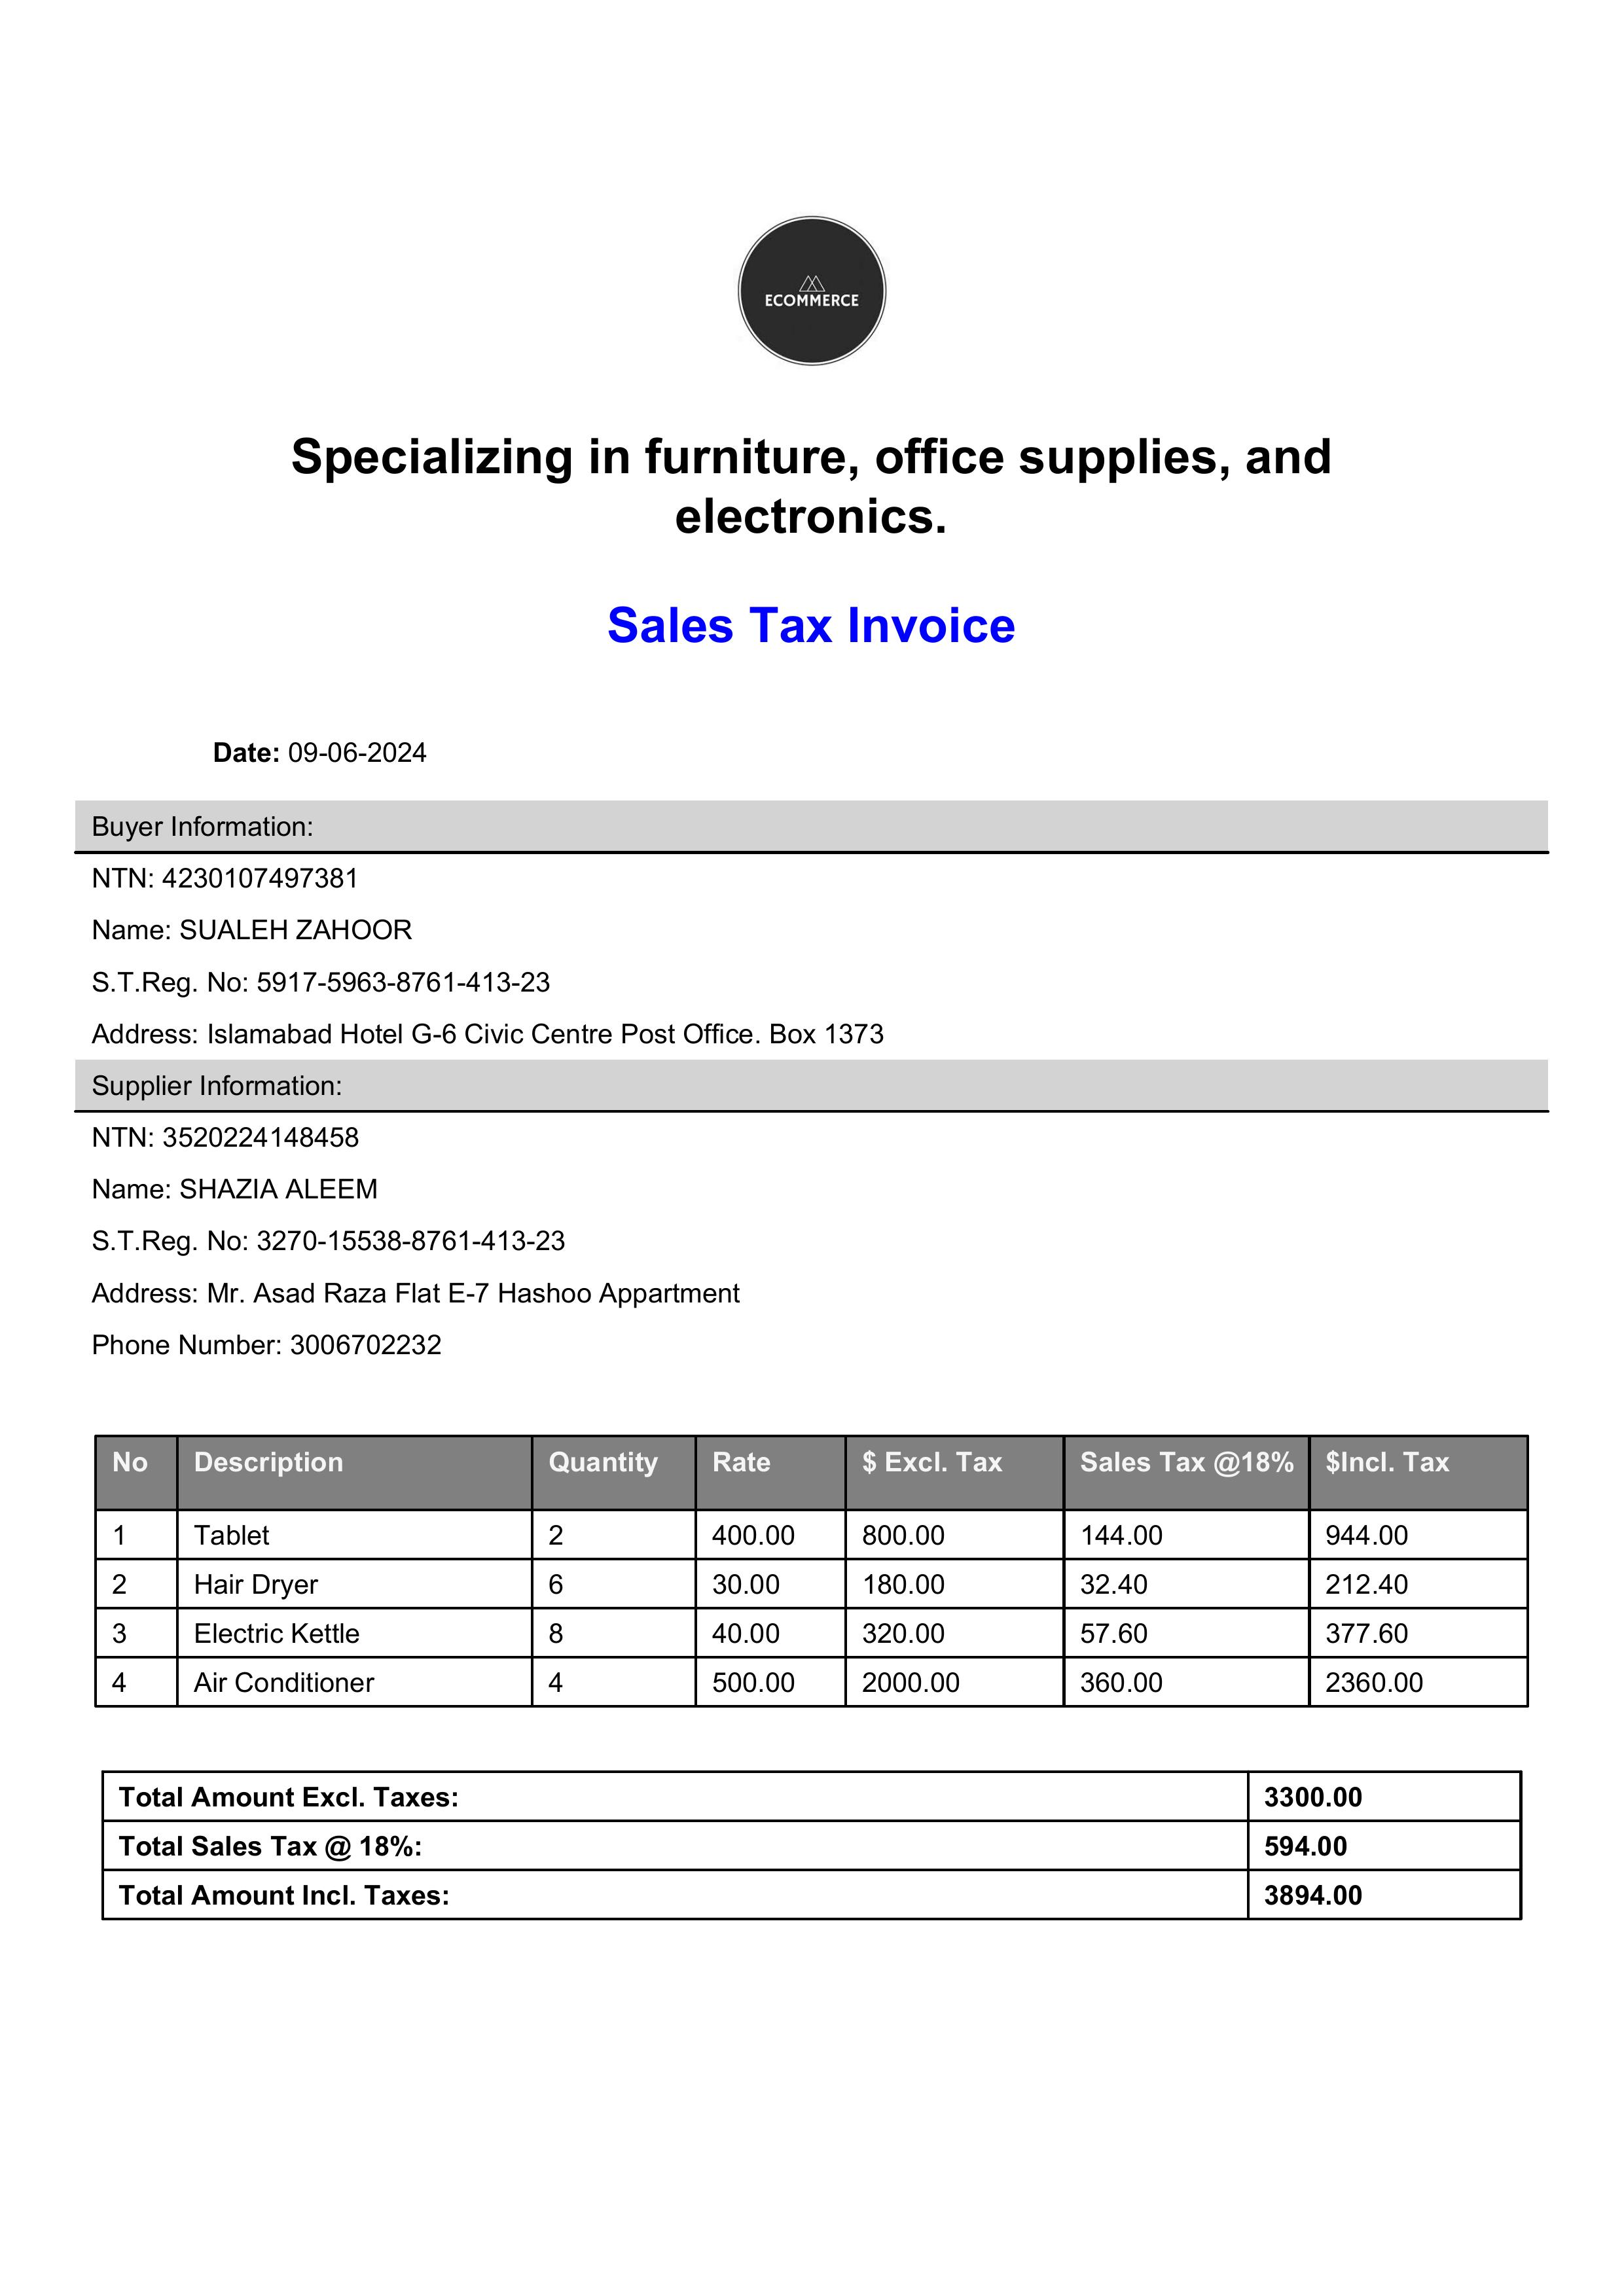 ECOMMERCE
Specializing in furniture, office supplies, and
electronics.
Sales Tax Invoice
Date: 09-06-2024
Buyer Information:
NTN: 4230107497381
Name: SUALEH ZAHOOR
S.T.Reg. No: 5917-5963-8761-413-23
Address: Islamabad Hotel G-6 Civic Centre Post Office. Box 1373
Supplier Information:
NTN: 3520224148458
Name: SHAZIA ALEEM
S.T.Reg. No: 3270-15538-8761-413-23
Address: Mr. Asad Raza Flat E-7 Hashoo Appartment
Phone Number: 3006702232
No Description Quantity Rate $ Excl. Tax Sales Tax @18% $Incl. Tax
1 Tablet 2 400.00 800.00 144.00 944.00
2 Hair Dryer 6 30.00 180.00 32.40 212.40
3 Electric Kettle 8 40.00 320.00 57.60 377.60
4 Air Conditioner 4 500.00 2000.00 360.00 2360.00
Total Amount Excl. Taxes: 3300.00
Total Sales Tax @ 18%: 594.00
Total Amount Incl. Taxes: 3894.00